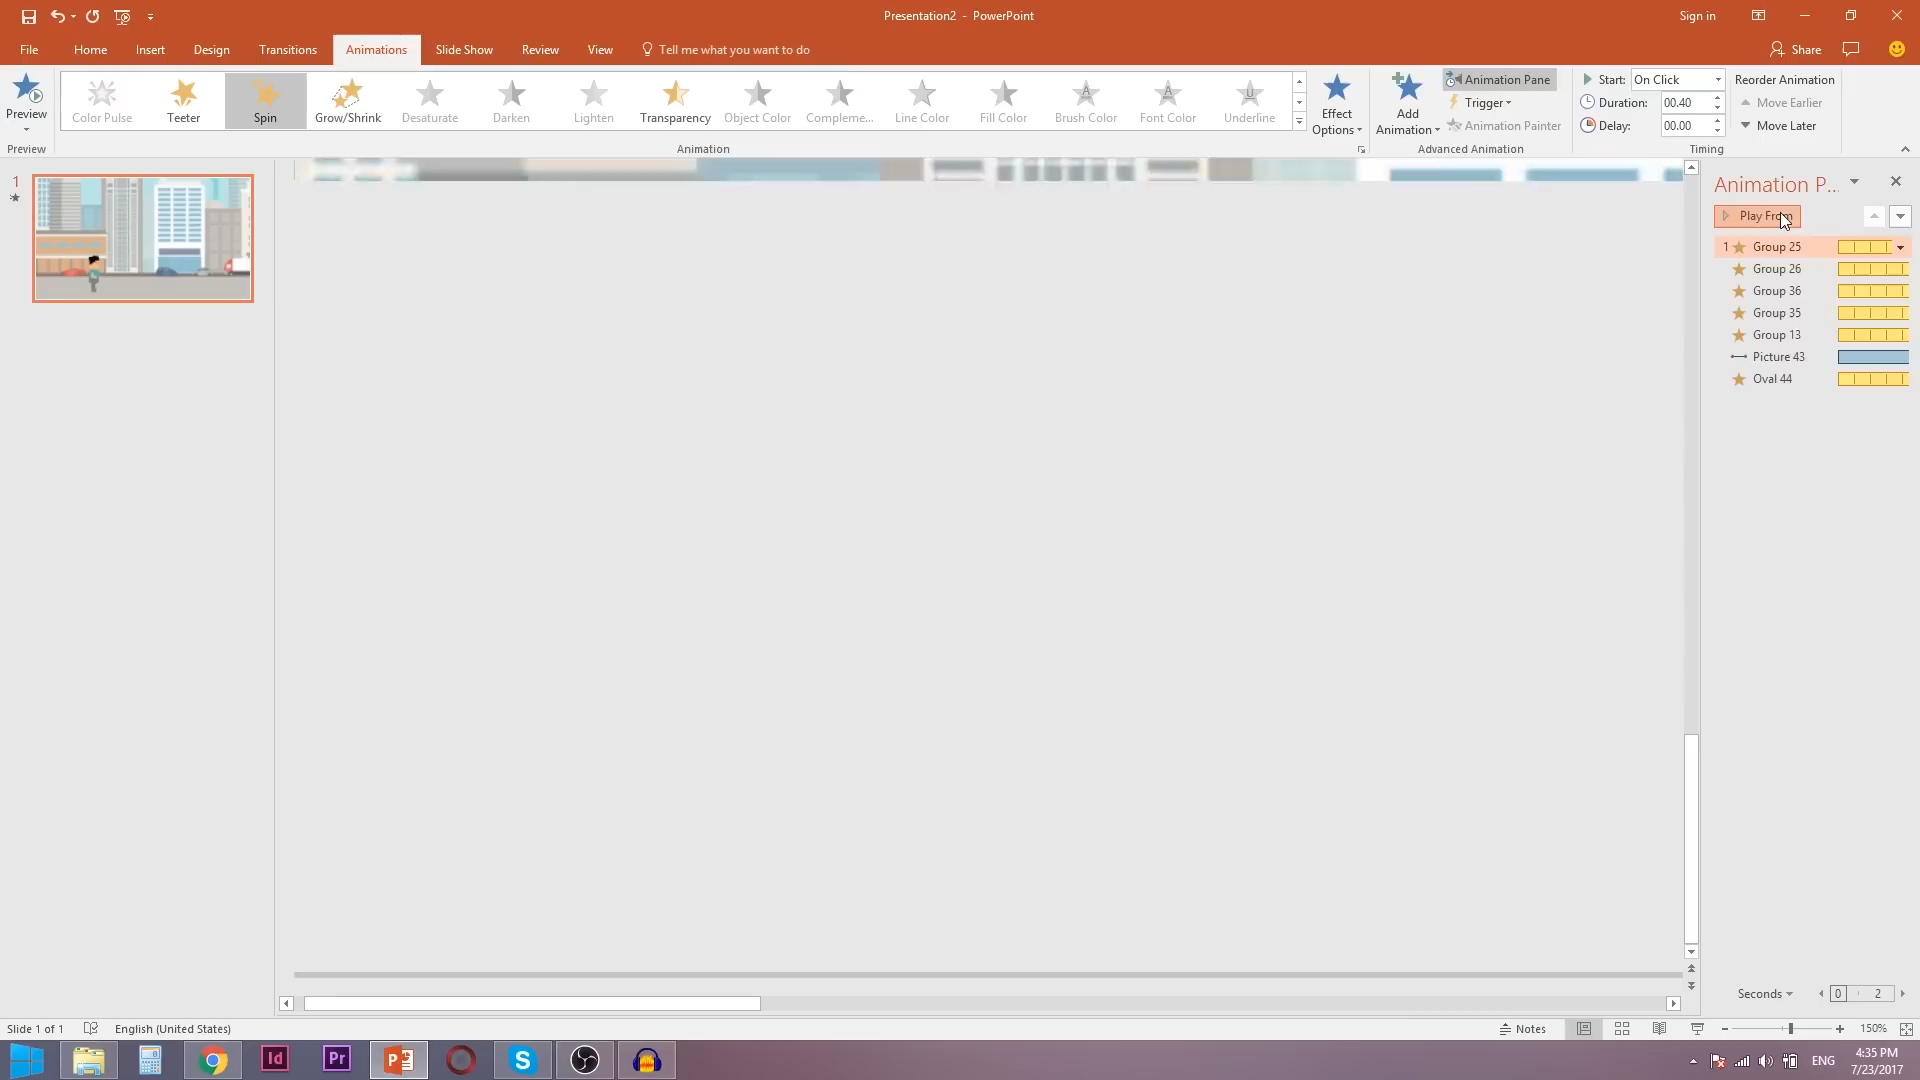 Presentation2 - PowerPoint
Sign in
File Home Insert Design Transitions Animations Slide Show Review View Tell me what you want to do
Share
Preview
Color Pulse Teeter Spin Grow/Shrink Desaturate Darken Lighten Transparency Object Color Compleme... Line Color Fill Color Brush Color Font Color Underline
Effect Options
Add Animation
Animation Pane
Trigger
Animation Painter
Start: On Click
Duration: 00.40
Delay: 00.00
Reorder Animation
Move Earlier
Move Later
Preview Animation Advanced Animation Timing
1
Animation P...
Play From
1 Group 25
Group 26
Group 36
Group 35
Group 13
Picture 43
Oval 44
Seconds 0 2
Slide 1 of 1 English (United States) Notes 150%
Id Pr
ENG
4:35 PM
7/23/2017